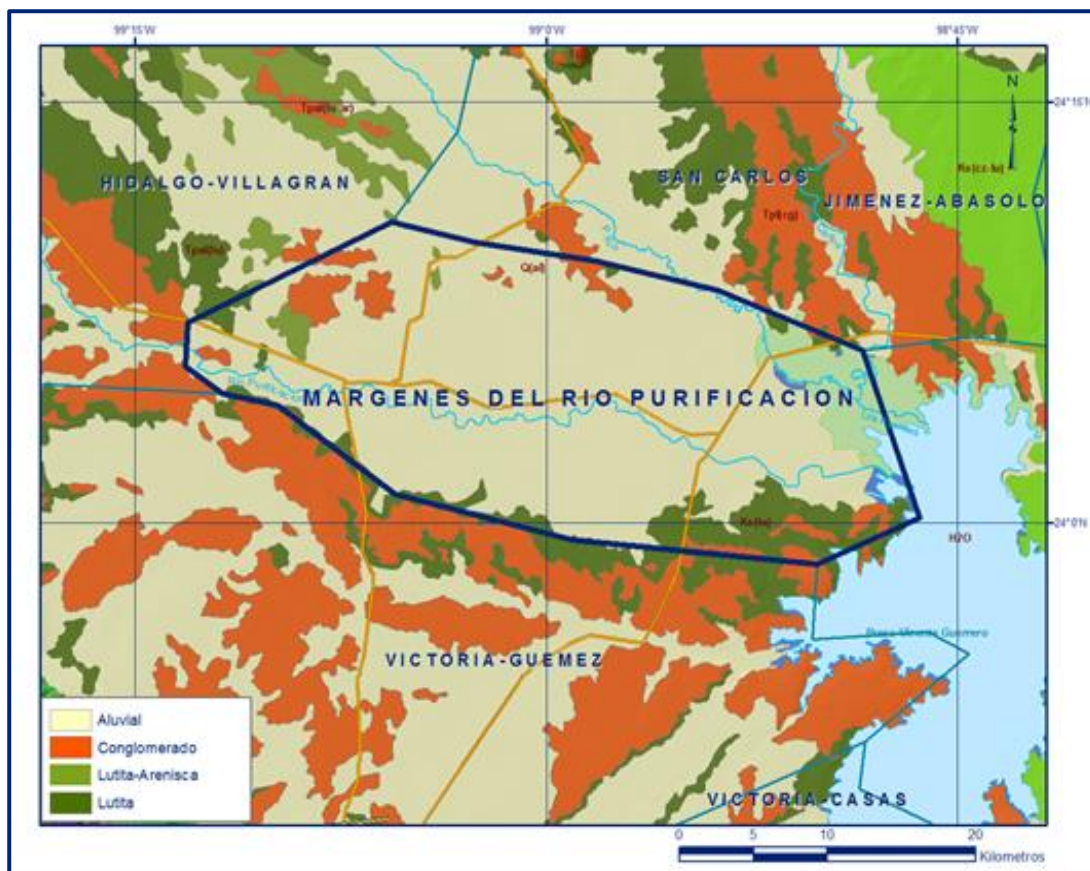 99°15'W
99°0'W
98°45'W
24°15'N
N
HIDALGO-VILLAGRAN
SAN CARLOS
JIMENEZ-ABASOLO
Q(al)
MARGENES DEL RIO PURIFICACION
24°0'N
H2O
VICTORIA-GUEMEZ
VICTORIA-CASAS
Aluvial
Conglomerado
Lutita-Arenisca
Lutita
0 5 10 20
Kilometros